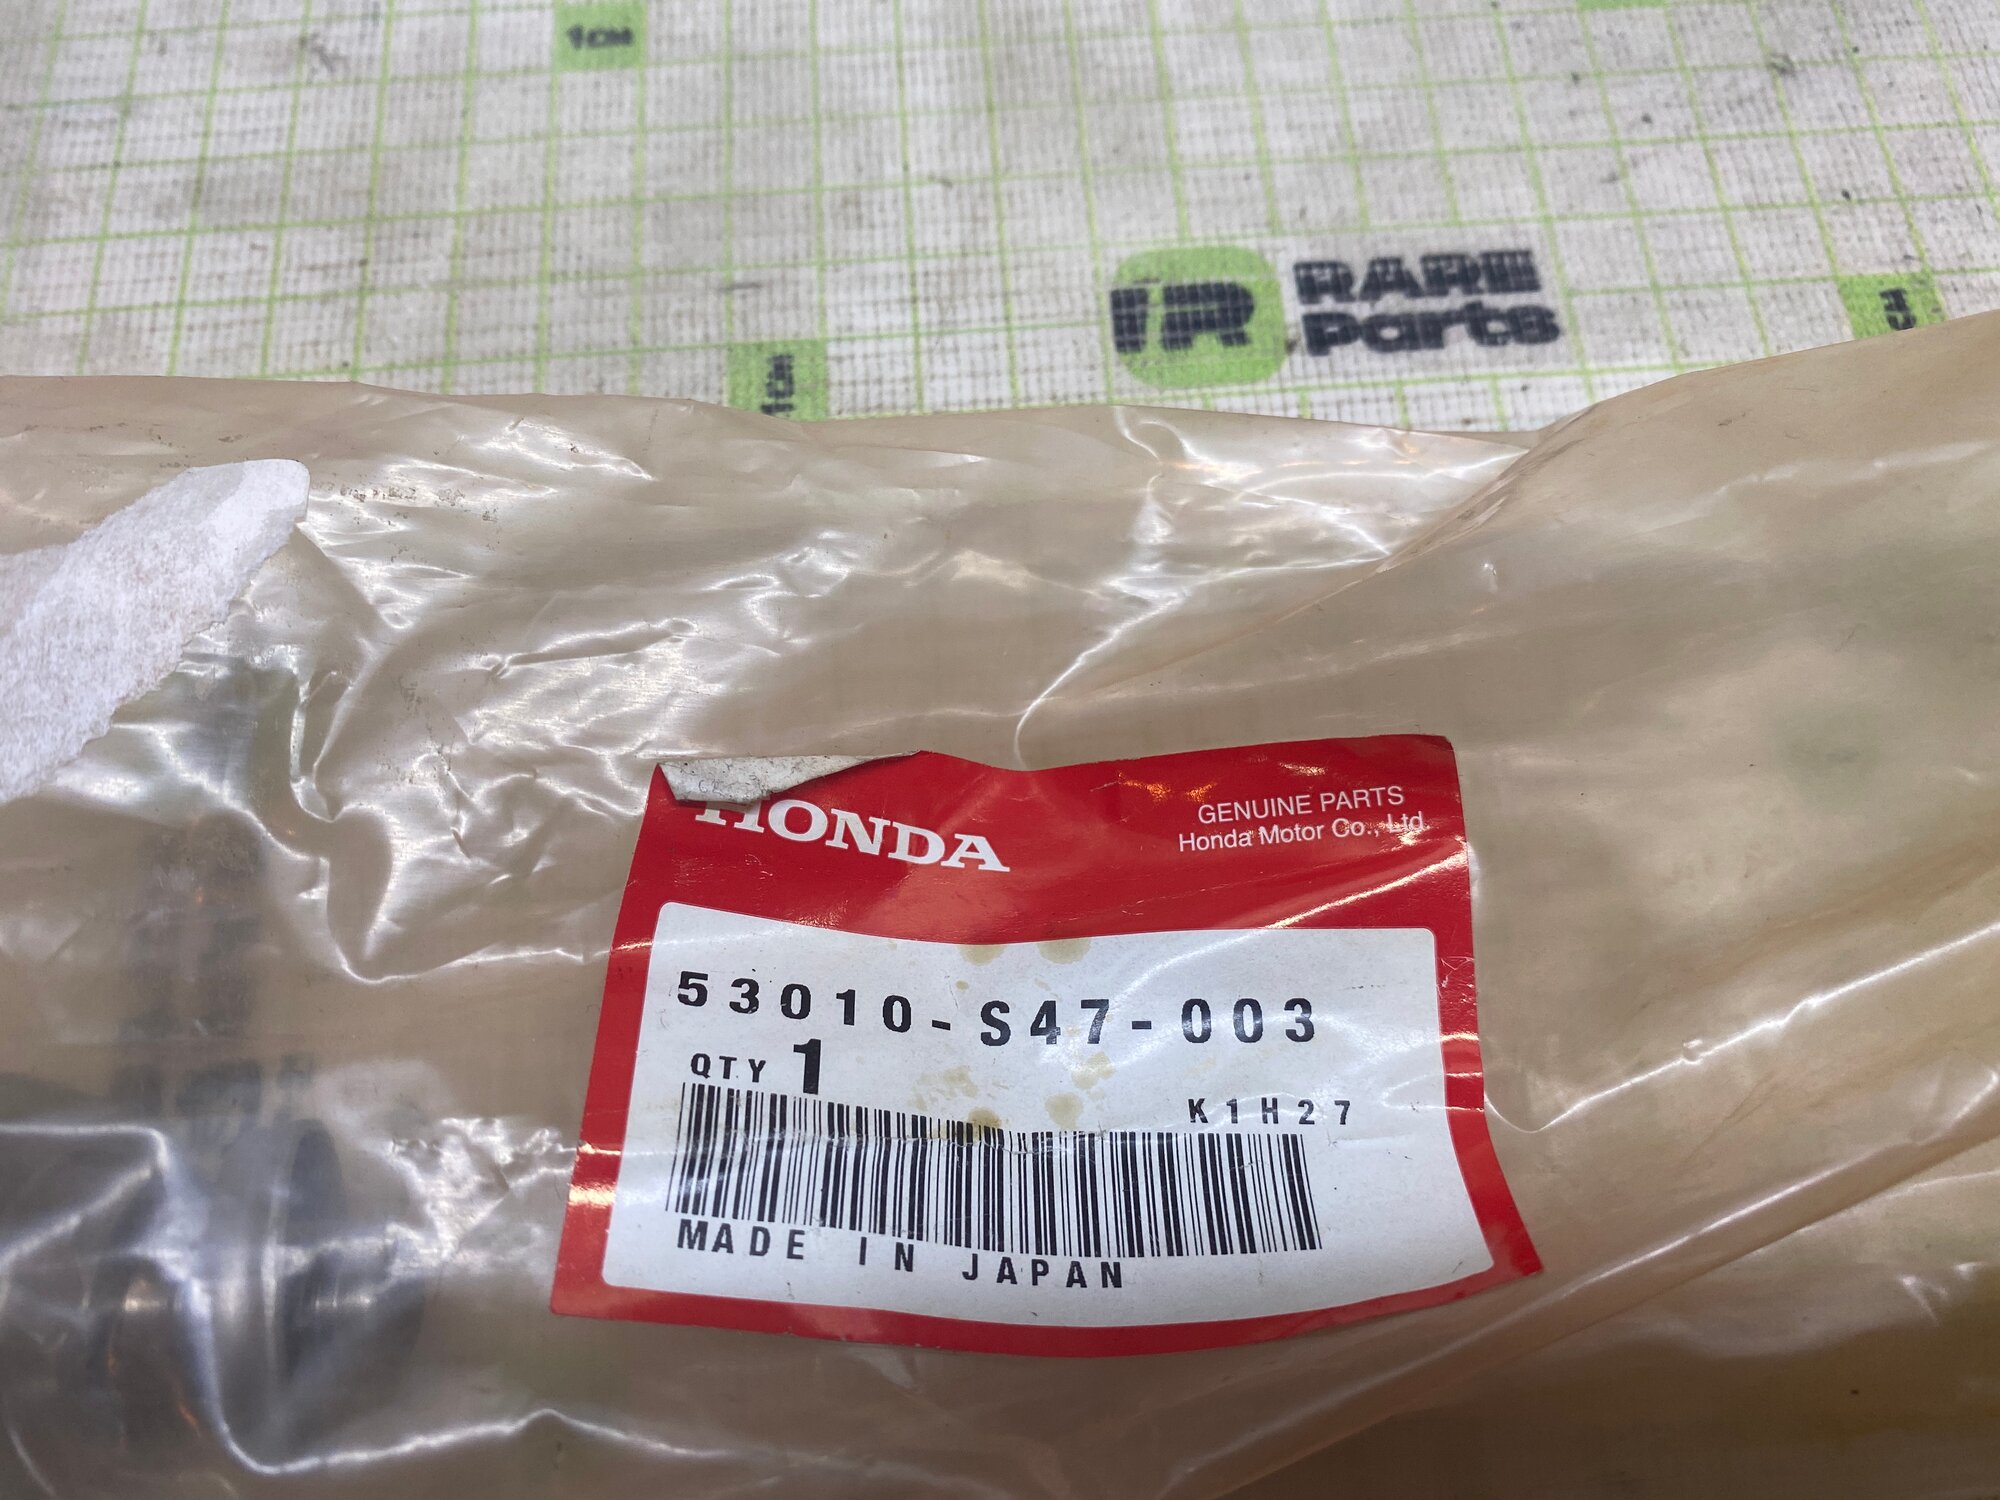 1CM
R RARE
Parts
1CM
HONDA
GENUINE PARTS
Honda Motor Co., Ltd.
53010-S47-003
QTY 1
K1H27
MADE IN JAPAN